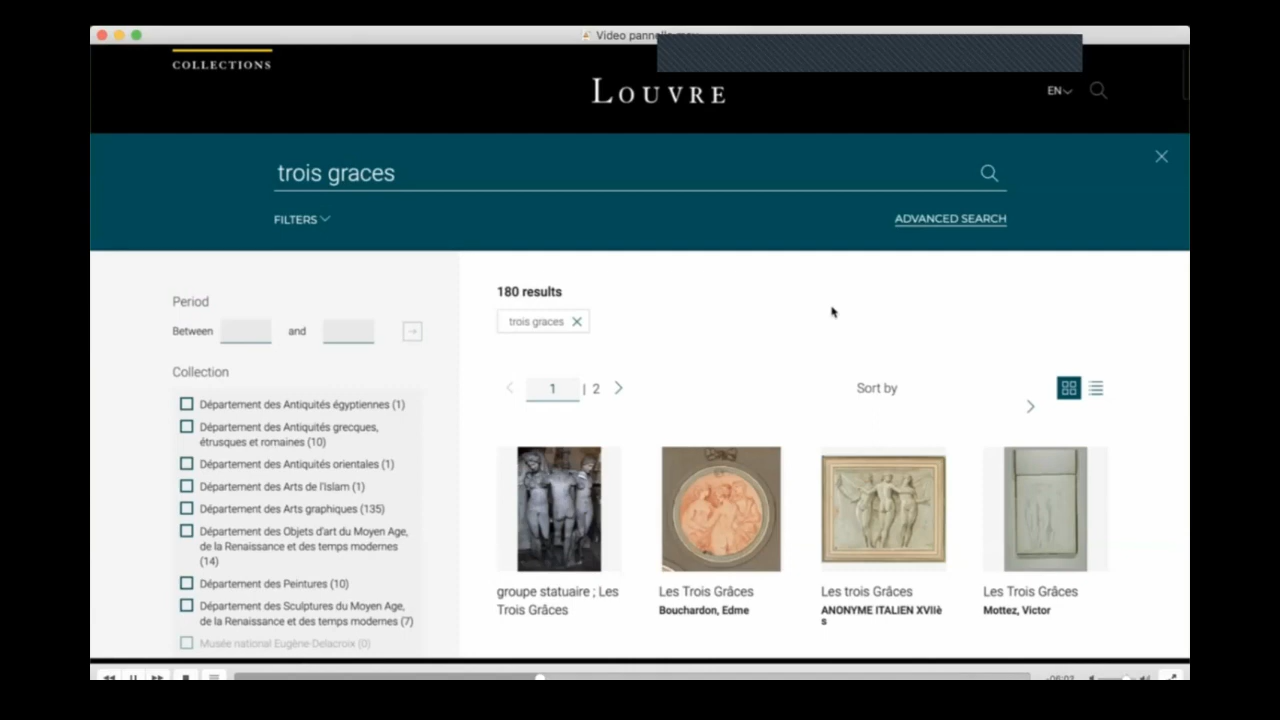 Video
COLLECTIONS
LOUVRE
EN
trois graces
FILTERS
ADVANCED SEARCH
Period
Between and
Collection
Département des Antiquités égyptiennes (1)
Département des Antiquités grecques,
étrusques et romaines (10)
Département des Antiquités orientales (1)
Département des Arts de l'Islam (1)
Département des Arts graphiques (135)
Département des Objets d'art du Moyen Age,
de la Renaissance et des temps modernes
(14)
Département des Peintures (10)
Département des Sculptures du Moyen Age,
de la Renaissance et des temps modernes (7)
Musée national Eugène-Delacroix (0)
180 results
trois graces
1 | 2
Sort by
groupe statuaire ; Les
Trois Grâces
Les Trois Grâces
Bouchardon, Edme
Les trois Grâces
ANONYME ITALIEN XVIIè
s
Les Trois Grâces
Mottez, Victor